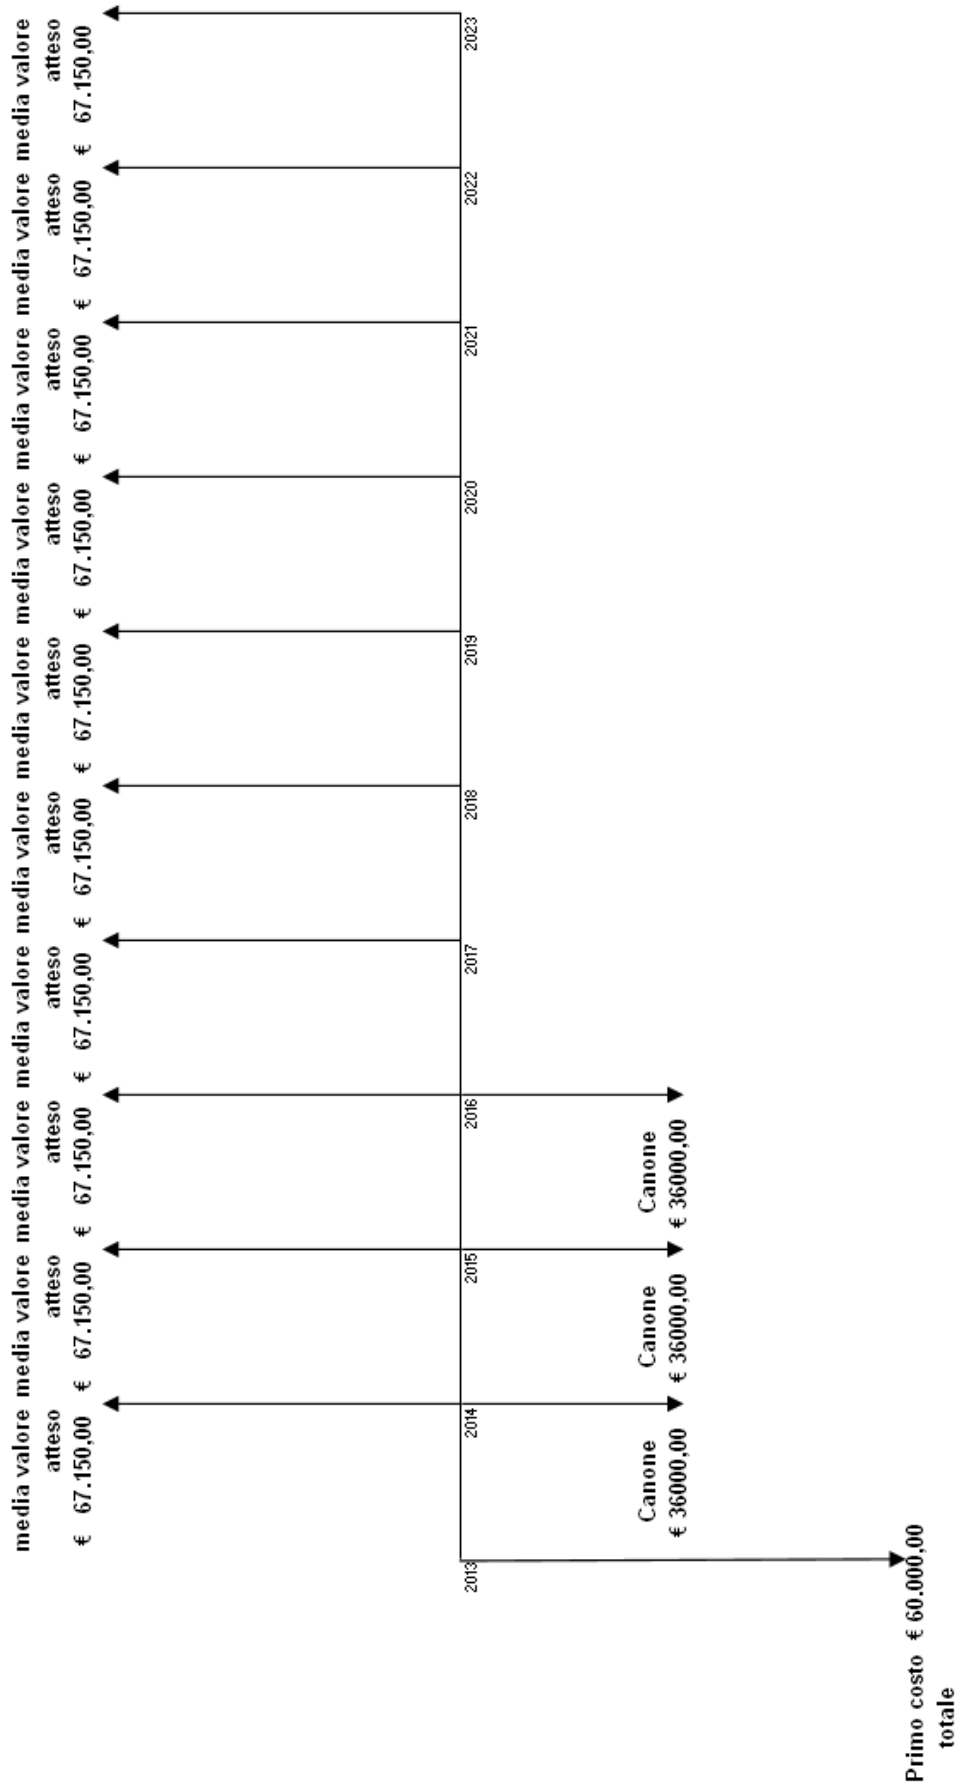 media valore media valore media valore media valore media valore media valore media valore media valore media valore media valore
atteso atteso atteso atteso atteso atteso atteso atteso atteso atteso
€ 67.150,00 € 67.150,00 € 67.150,00 € 67.150,00 € 67.150,00 € 67.150,00 € 67.150,00 € 67.150,00 € 67.150,00 € 67.150,00
2013 2014 2015 2016 2017 2018 2019 2020 2021 2022 2023
Canone Canone Canone
€ 36000,00 € 36000,00 € 36000,00
Primo costo € 60.000,00
totale